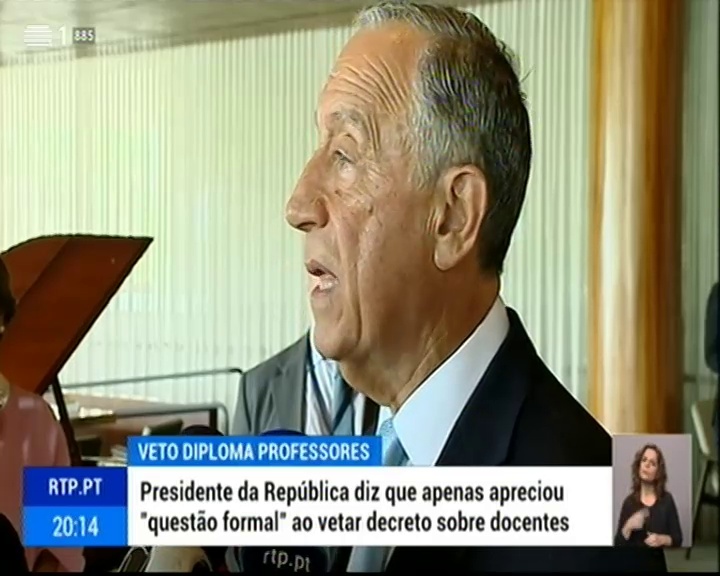 1 885
VETO DIPLOMA PROFESSORES
RTP.PT
Presidente da República diz que apenas apreciou
20:14
"questão formal" ao vetar decreto sobre docentes
rtp.pt